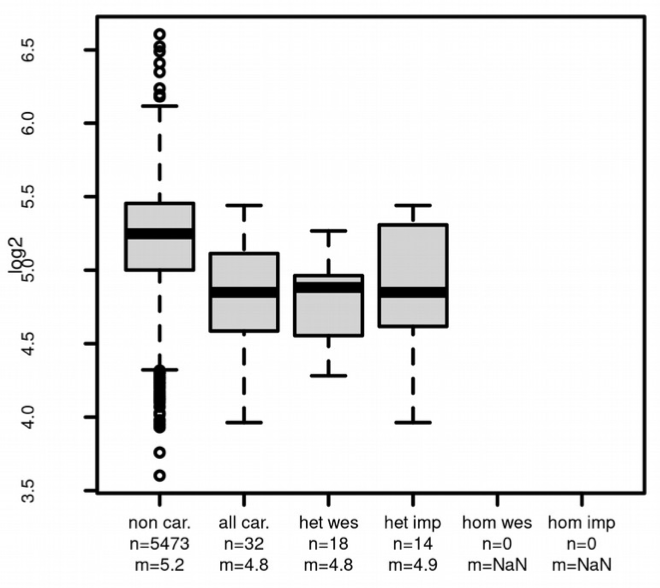 log2
6.5
6.0
5.5
5.0
4.5
4.0
3.5
non car. all car. het wes het imp hom wes hom imp
n=5473 n=32 n=18 n=14 n=0 n=0
m=5.2 m=4.8 m=4.8 m=4.9 m=NaN m=NaN